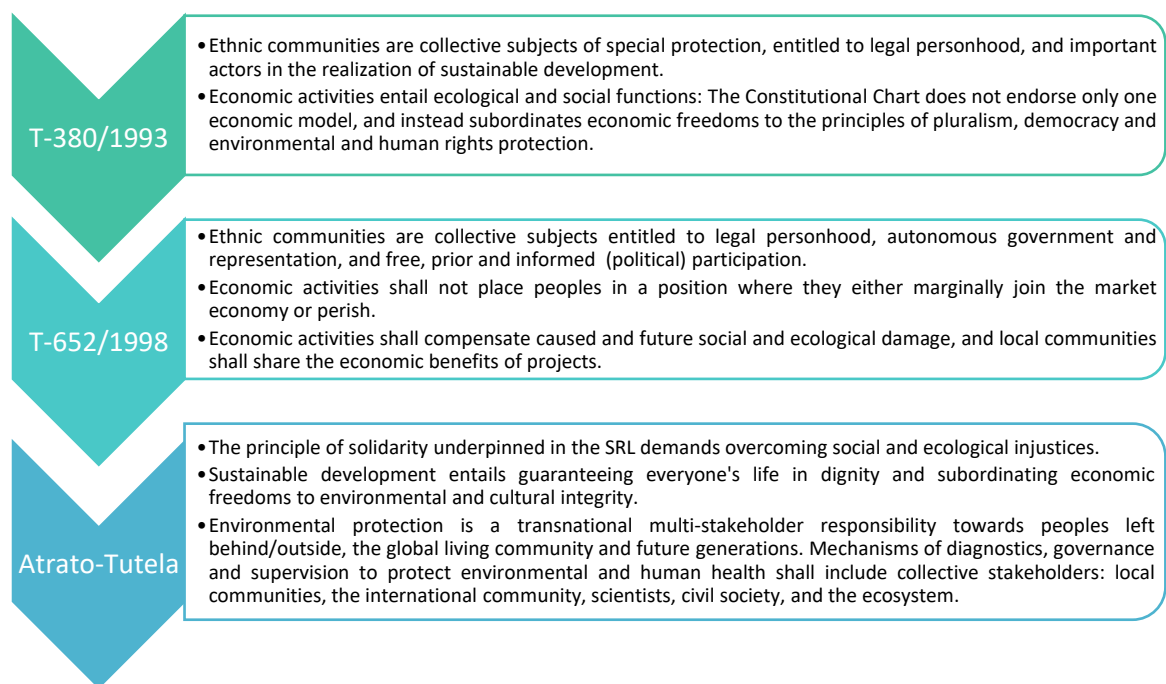 T-380/1993
•Ethnic communities are collective subjects of special protection, entitled to legal personhood, and important
actors in the realization of sustainable development.
•Economic activities entail ecological and social functions: The Constitutional Chart does not endorse only one
economic model, and instead subordinates economic freedoms to the principles of pluralism, democracy and
environmental and human rights protection.
T-652/1998
•Ethnic communities are collective subjects entitled to legal personhood, autonomous government and
representation, and free, prior and informed (political) participation.
•Economic activities shall not place peoples in a position where they either marginally join the market
economy or perish.
•Economic activities shall compensate caused and future social and ecological damage, and local communities
shall share the economic benefits of projects.
Atrato-Tutela
•The principle of solidarity underpinned in the SRL demands overcoming social and ecological injustices.
•Sustainable development entails guaranteeing everyone's life in dignity and subordinating economic
freedoms to environmental and cultural integrity.
•Environmental protection is a transnational multi-stakeholder responsibility towards peoples left
behind/outside, the global living community and future generations. Mechanisms of diagnostics, governance
and supervision to protect environmental and human health shall include collective stakeholders: local
communities, the international community, scientists, civil society, and the ecosystem.